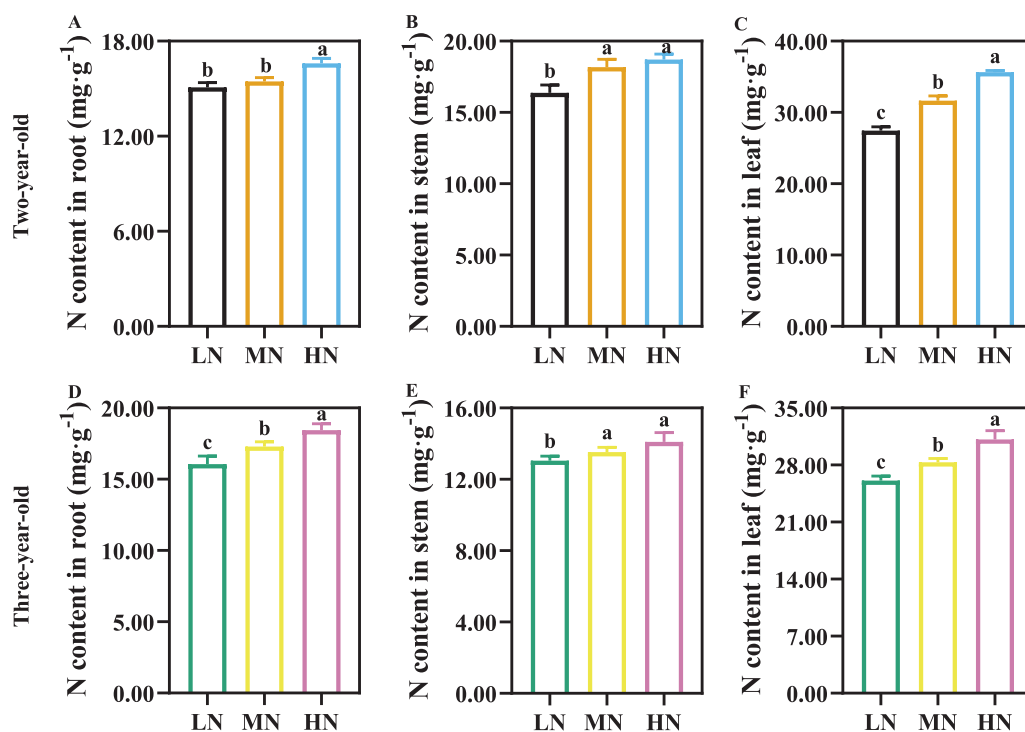 Two-year-old
A
N content in root (mg·g⁻¹)
18.00
12.00
6.00
0.00
b
b
a
LN MN HN
B
N content in stem (mg·g⁻¹)
20.00
16.00
10.00
5.00
0.00
b
a
a
LN MN HN
C
N content in leaf (mg·g⁻¹)
40.00
30.00
20.00
10.00
0.00
c
b
a
LN MN HN
Three-year-old
D
N content in root (mg·g⁻¹)
20.00
15.00
10.00
5.00
0.00
c
b
a
LN MN HN
E
N content in stem (mg·g⁻¹)
16.00
12.00
8.00
4.00
0.00
b
a
a
LN MN HN
F
N content in leaf (mg·g⁻¹)
35.00
28.00
21.00
14.00
7.00
0.00
c
b
a
LN MN HN